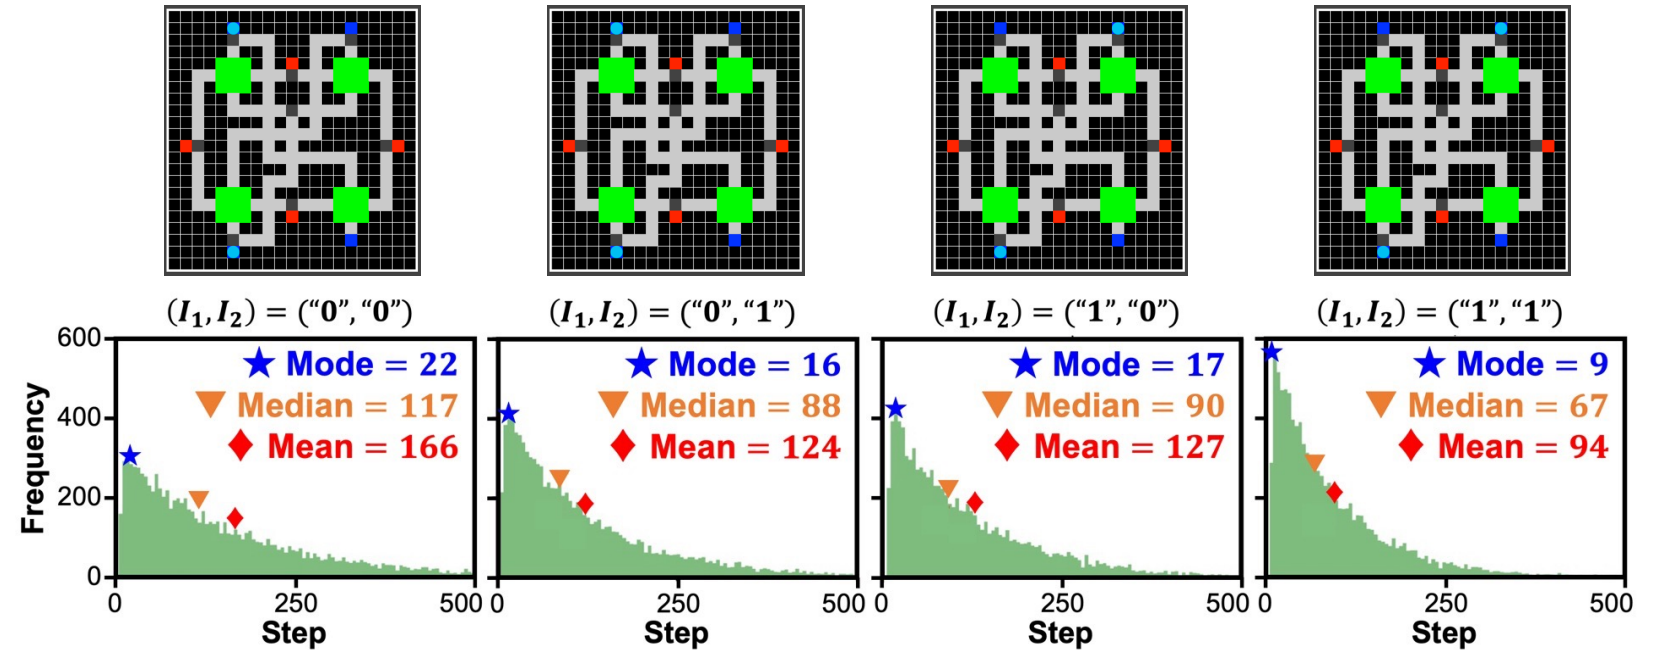 (I₁, I₂) = (“0”, “0”)
(I₁, I₂) = (“0”, “1”)
(I₁, I₂) = (“1”, “0”)
(I₁, I₂) = (“1”, “1”)
Frequency
600
400
200
0
Mode = 22
Median = 117
Mean = 166
0 250 500
Step
Mode = 16
Median = 88
Mean = 124
0 250 500
Step
Mode = 17
Median = 90
Mean = 127
0 250 500
Step
Mode = 9
Median = 67
Mean = 94
0 250 500
Step